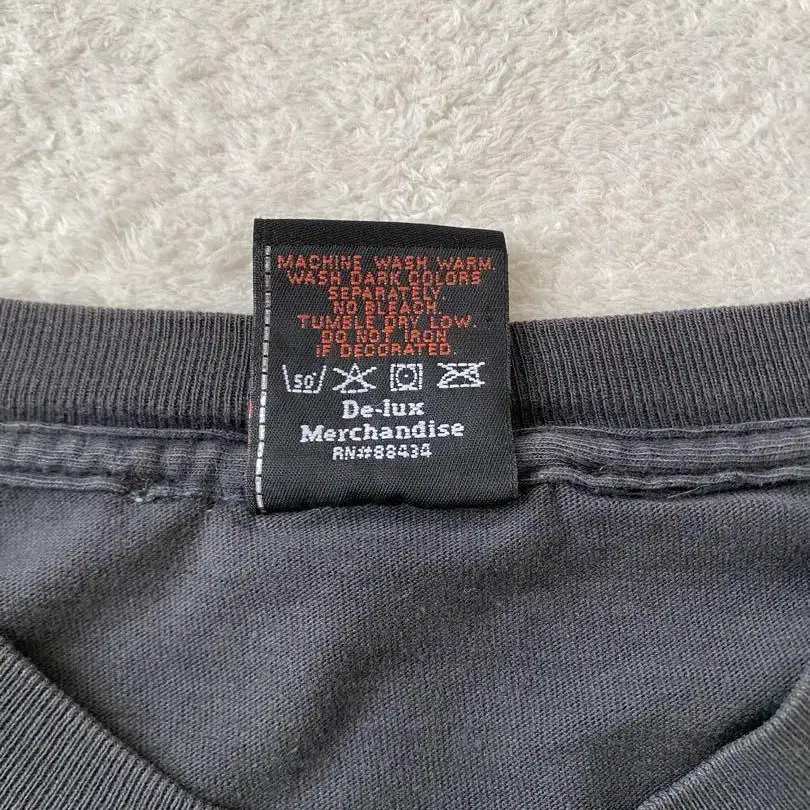 MACHINE WASH WARM.
WASH DARK COLORS
SEPARATELY.
NO BLEACH.
TUMBLE DRY LOW.
DO NOT IRON
IF DECORATED.
50°
De-lux
Merchandise
RN#88434